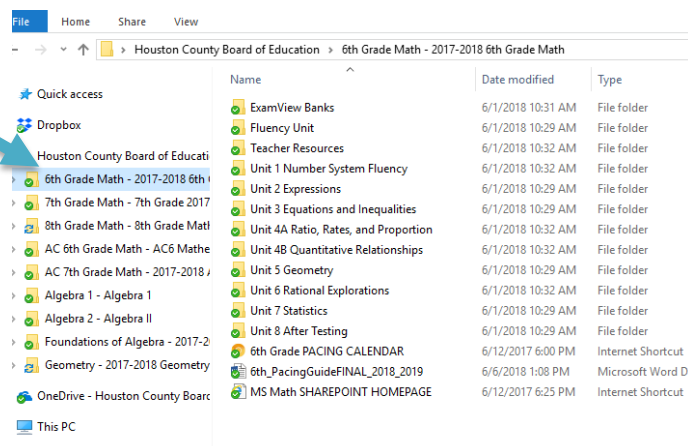 File Home Share View
Houston County Board of Education › 6th Grade Math - 2017-2018 6th Grade Math
Name Date modified Type
Quick access
Dropbox
Houston County Board of Educati
6th Grade Math - 2017-2018 6th
7th Grade Math - 7th Grade 2017
8th Grade Math - 8th Grade Math
AC 6th Grade Math - AC6 Mathe
AC 7th Grade Math - 2017-2018
Algebra 1 - Algebra 1
Algebra 2 - Algebra II
Foundations of Algebra - 2017-2
Geometry - 2017-2018 Geometry
OneDrive - Houston County Board
This PC
ExamView Banks 6/1/2018 10:31 AM File folder
Fluency Unit 6/1/2018 10:29 AM File folder
Teacher Resources 6/1/2018 10:32 AM File folder
Unit 1 Number System Fluency 6/1/2018 10:32 AM File folder
Unit 2 Expressions 6/1/2018 10:29 AM File folder
Unit 3 Equations and Inequalities 6/1/2018 10:29 AM File folder
Unit 4A Ratio, Rates, and Proportion 6/1/2018 10:32 AM File folder
Unit 4B Quantitative Relationships 6/1/2018 10:32 AM File folder
Unit 5 Geometry 6/1/2018 10:29 AM File folder
Unit 6 Rational Explorations 6/1/2018 10:32 AM File folder
Unit 7 Statistics 6/1/2018 10:29 AM File folder
Unit 8 After Testing 6/1/2018 10:29 AM File folder
6th Grade PACING CALENDAR 6/12/2017 6:00 PM Internet Shortcut
6th_PacingGuideFINAL_2018_2019 6/6/2018 1:08 PM Microsoft Word D
MS Math SHAREPOINT HOMEPAGE 6/12/2017 6:25 PM Internet Shortcut